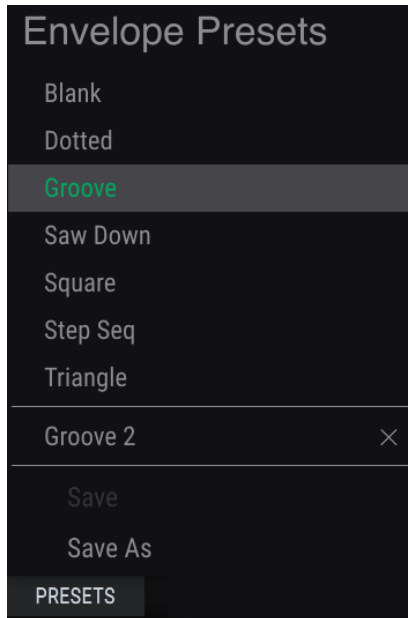 Envelope Presets
Blank
Dotted
Groove
Saw Down
Square
Step Seq
Triangle
Groove 2
Save
Save As
PRESETS